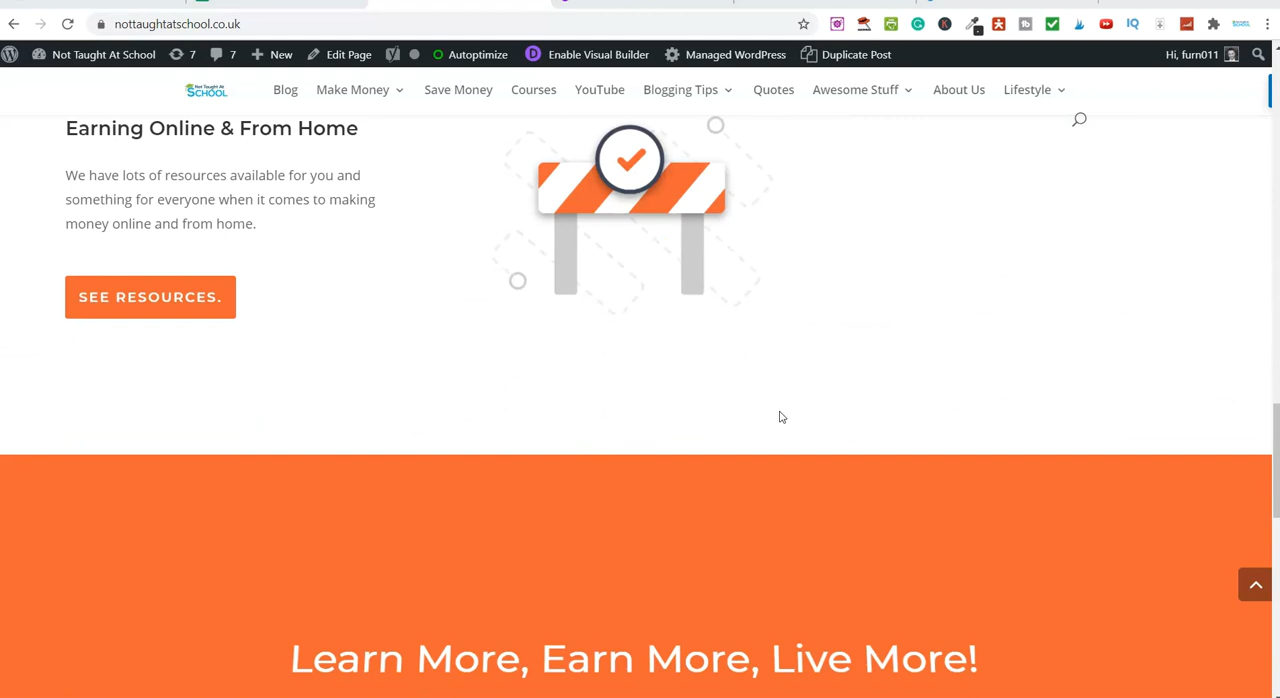 nottaughtatschool.co.uk
Not Taught At School 7 7 New Edit Page Autoptimize Enable Visual Builder Managed WordPress Duplicate Post Hi, furn011
Not Taught At SCHOOL Blog Make Money Save Money Courses YouTube Blogging Tips Quotes Awesome Stuff About Us Lifestyle
Earning Online & From Home
We have lots of resources available for you and
something for everyone when it comes to making
money online and from home.
SEE RESOURCES.
Learn More, Earn More, Live More!